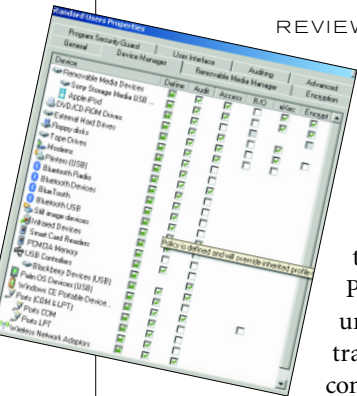 REVIEW
Standard Users Properties
Program Security Guard User Interface Auditing Advanced
General Device Manager Removable Media Manager Encryption
Device Define Audit Access R/O Encrypt
Removable Media Devices
Sony Storage Media USB ...
Apple iPod
DVD/CD-ROM Drives
External Hard Drives
Floppy disks
Tape Drives
Modems
Printers (USB)
Bluetooth Radio
Bluetooth Devices
Bluetooth USB
Still image devices
Infrared Devices
Smart Card Readers
PCMCIA Memory
USB Controllers
Blackberry Devices (USB)
Palm OS Devices (USB)
Windows CE Portable Device...
Ports (COM & LPT)
Ports COM
Ports LPT
Wireless Network Adaptors
Policy is defined and will override inherited profile
t
P
u
tra
con